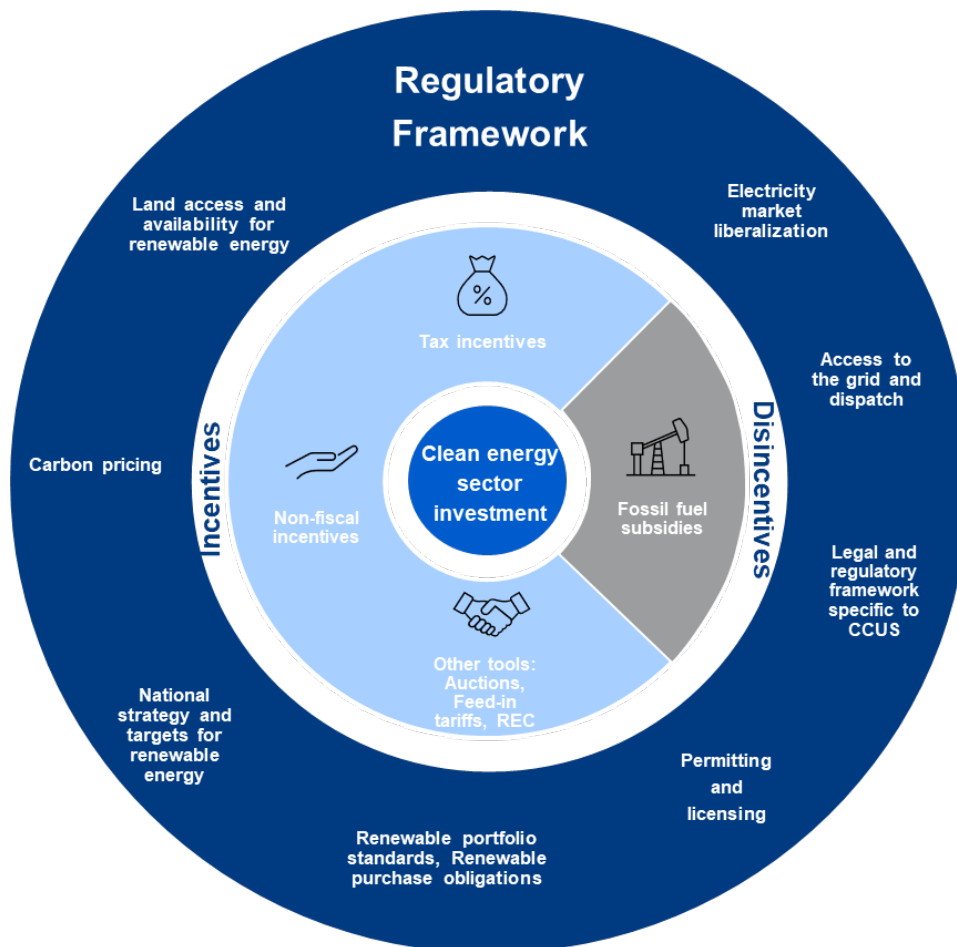 Regulatory
Framework
Land access and
availability for
renewable energy
Electricity
market
liberalization
%
Tax incentives
Access to
the grid and
dispatch
Incentives
Disincentives
Carbon pricing
Clean energy
sector
investment
Non-fiscal
incentives
Fossil fuel
subsidies
Legal and
regulatory
framework
specific to
CCUS
Other tools:
Auctions,
Feed-in
tariffs, REC
National
strategy and
targets for
renewable
energy
Permitting
and
licensing
Renewable portfolio
standards, Renewable
purchase obligations